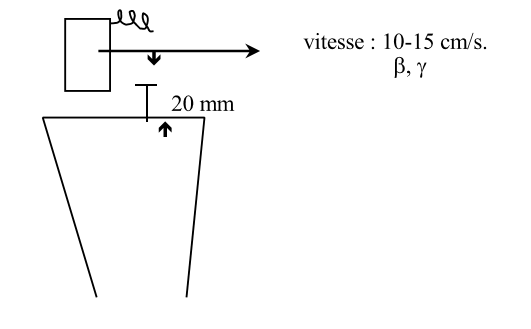 vitesse : 10-15 cm/s.
β, γ
20 mm